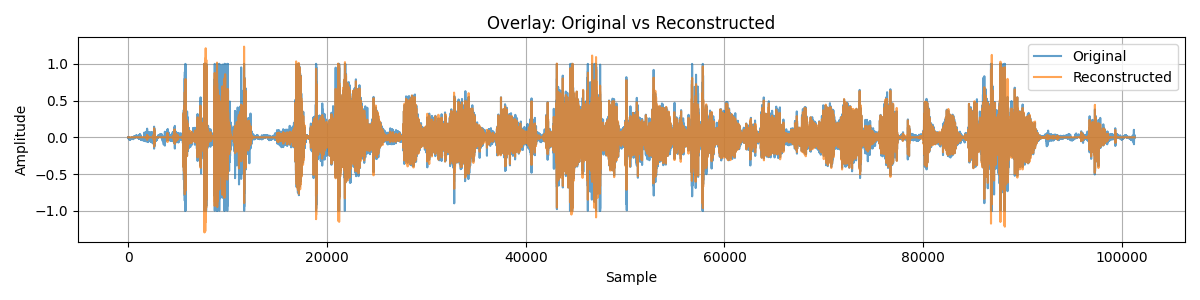 Overlay: Original vs Reconstructed
Original
Reconstructed
Amplitude
1.0
0.5
0.0
−0.5
−1.0
0 20000 40000 60000 80000 100000
Sample